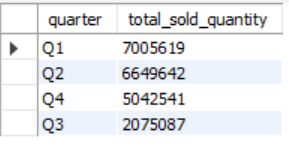 quarter total_sold_quantity
Q1 7005619
Q2 6649642
Q4 5042541
Q3 2075087